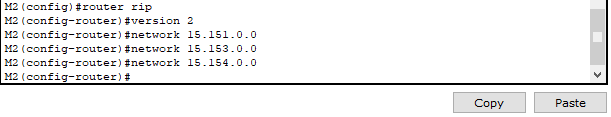 M2(config)#router rip
M2(config-router)#version 2
M2(config-router)#network 15.151.0.0
M2(config-router)#network 15.153.0.0
M2(config-router)#network 15.154.0.0
M2(config-router)#
Copy
Paste